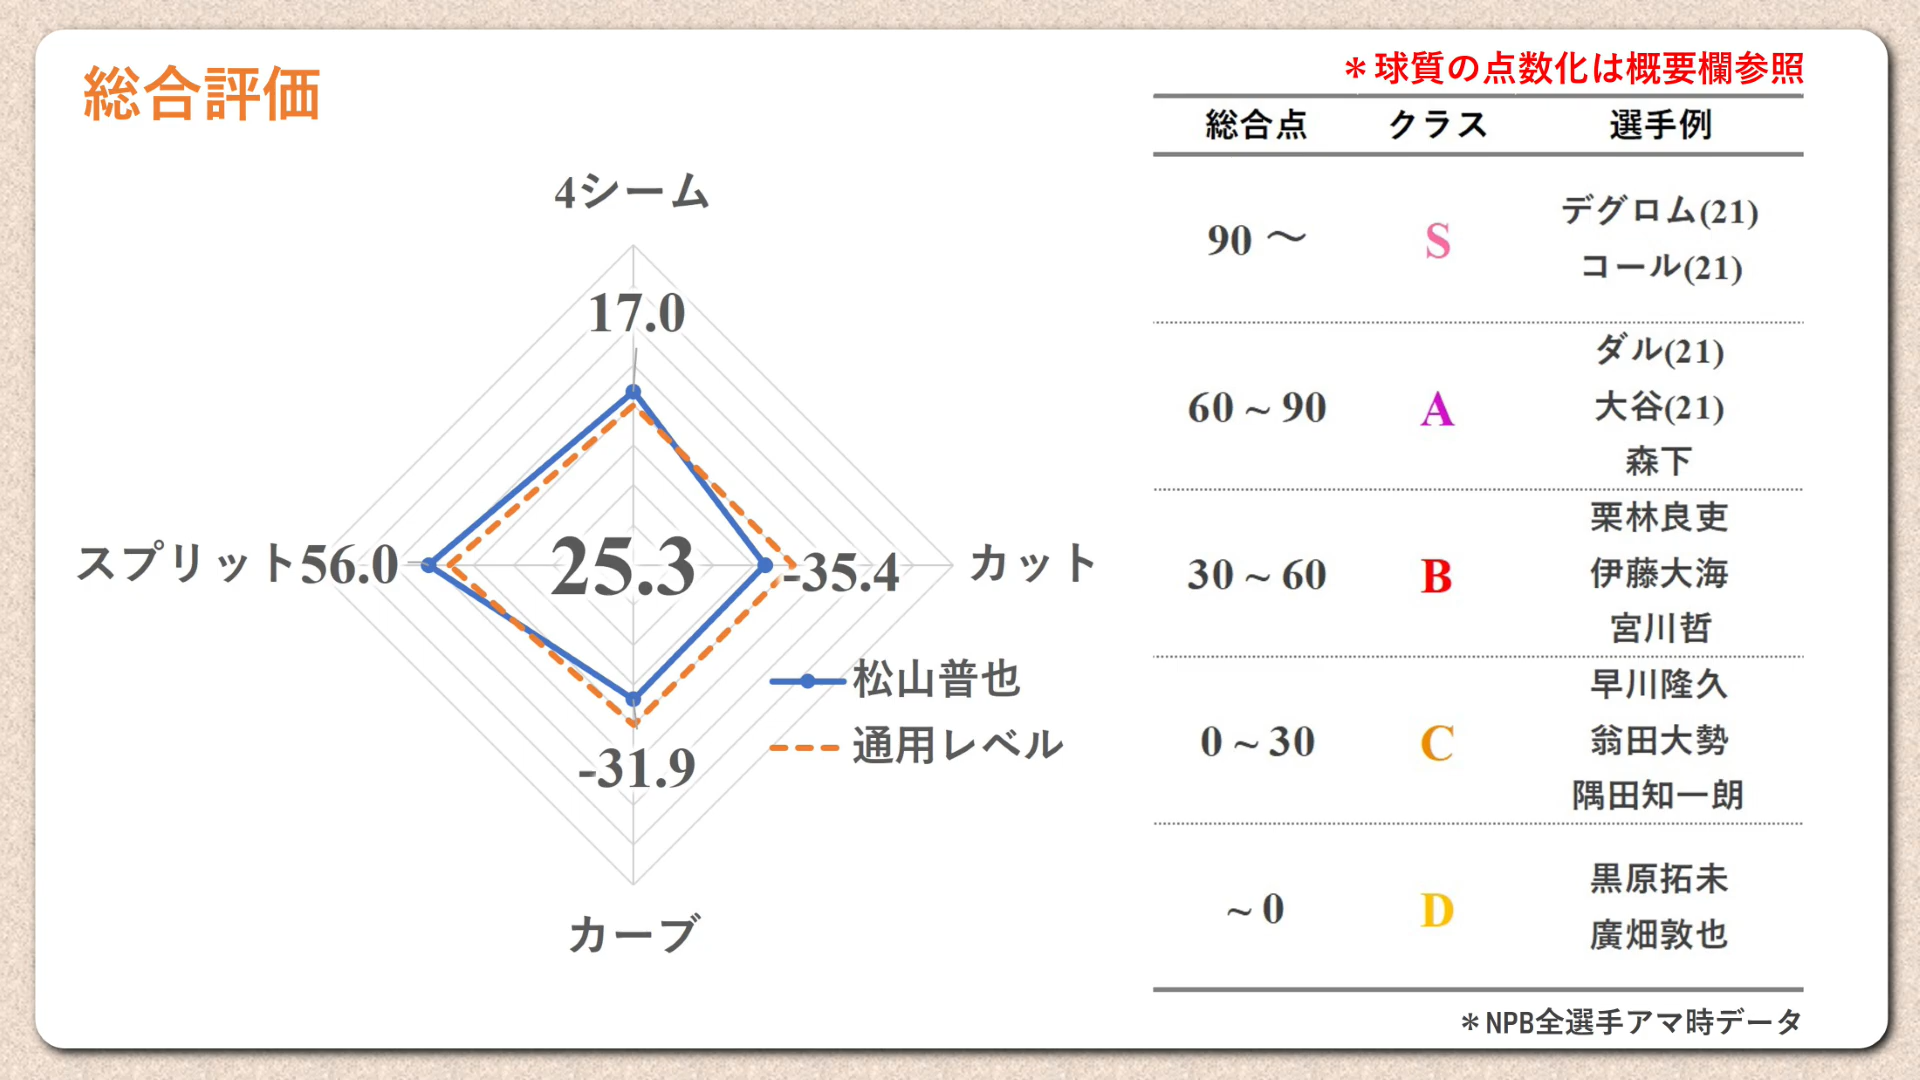 総合評価
4シーム
17.0
スプリット56.0
25.3
-35.4
カット
松山普也
通用レベル
-31.9
カーブ
＊球質の点数化は概要欄参照
総合点 クラス 選手例
90 ～ S デグロム(21)
コール(21)
60 ~ 90 A ダル(21)
大谷(21)
森下
30 ~ 60 B 栗林良吏
伊藤大海
宮川哲
0 ~ 30 C 早川隆久
翁田大勢
隅田知一朗
~ 0 D 黒原拓未
廣畑敦也
＊NPB全選手アマ時データ